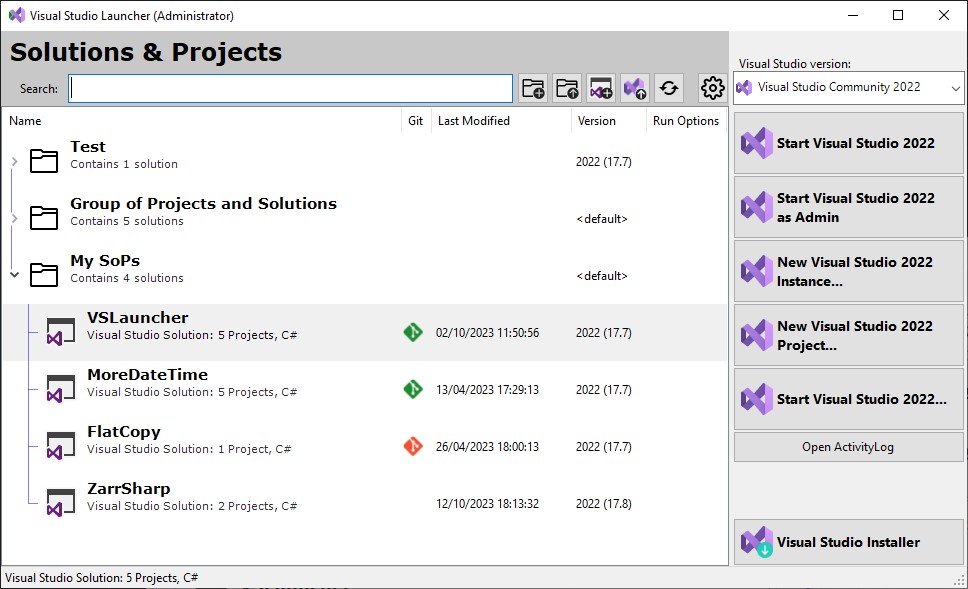 Visual Studio Launcher (Administrator)
Solutions & Projects
Search:
Name
Git
Last Modified
Version
Run Options
Test
Contains 1 solution
2022 (17.7)
Group of Projects and Solutions
Contains 5 solutions
<default>
My SoPs
Contains 4 solutions
<default>
VSLauncher
Visual Studio Solution: 5 Projects, C#
02/10/2023 11:50:56
2022 (17.7)
MoreDateTime
Visual Studio Solution: 5 Projects, C#
13/04/2023 17:29:13
2022 (17.7)
FlatCopy
Visual Studio Solution: 1 Project, C#
26/04/2023 18:00:13
2022 (17.7)
ZarrSharp
Visual Studio Solution: 2 Projects, C#
12/10/2023 18:13:32
2022 (17.8)
Visual Studio version:
Visual Studio Community 2022
Start Visual Studio 2022
Start Visual Studio 2022
as Admin
New Visual Studio 2022
Instance...
New Visual Studio 2022
Project...
Start Visual Studio 2022...
Open ActivityLog
Visual Studio Installer
Visual Studio Solution: 5 Projects, C#